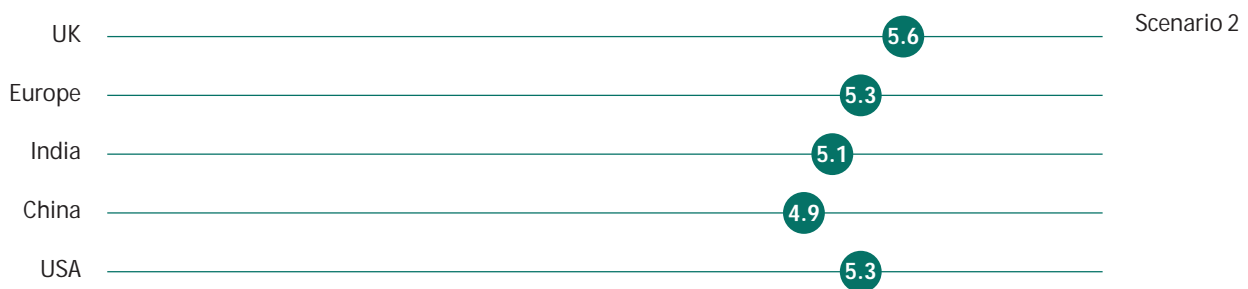 UK 5.6 Scenario 2
Europe 5.3
India 5.1
China 4.9
USA 5.3